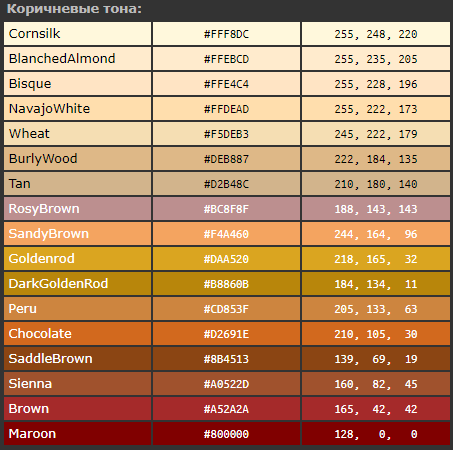 Коричневые тона:
Cornsilk #FFF8DC 255, 248, 220
BlanchedAlmond #FFEBCD 255, 235, 205
Bisque #FFE4C4 255, 228, 196
NavajoWhite #FFDEAD 255, 222, 173
Wheat #F5DEB3 245, 222, 179
BurlyWood #DEB887 222, 184, 135
Tan #D2B48C 210, 180, 140
RosyBrown #BC8F8F 188, 143, 143
SandyBrown #F4A460 244, 164, 96
Goldenrod #DAA520 218, 165, 32
DarkGoldenRod #B8860B 184, 134, 11
Peru #CD853F 205, 133, 63
Chocolate #D2691E 210, 105, 30
SaddleBrown #8B4513 139, 69, 19
Sienna #A0522D 160, 82, 45
Brown #A52A2A 165, 42, 42
Maroon #800000 128, 0, 0